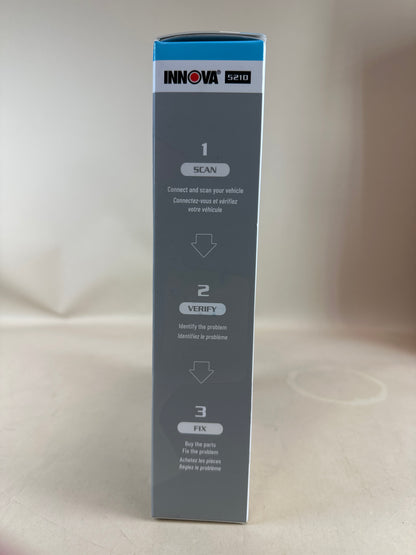 INNOVA® 5210
1
SCAN
Connect and scan your vehicle
Connectez-vous et vérifiez
votre véhicule
2
VERIFY
Identify the problem
Identifiez le problème
3
FIX
Buy the parts
Fix the problem
Achetez les pièces
Réglez le problème